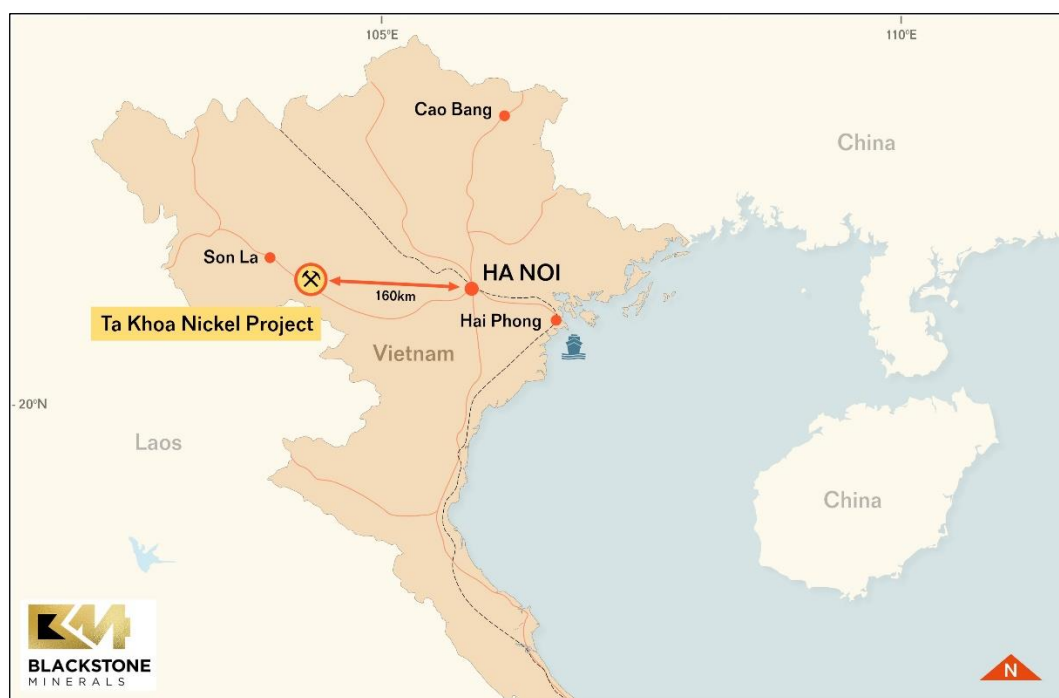 105°E
110°E
Cao Bang
China
Son La
HA NOI
160km
Ta Khoa Nickel Project
Hai Phong
Vietnam
20°N
Laos
China
BM
BLACKSTONE
MINERALS
N